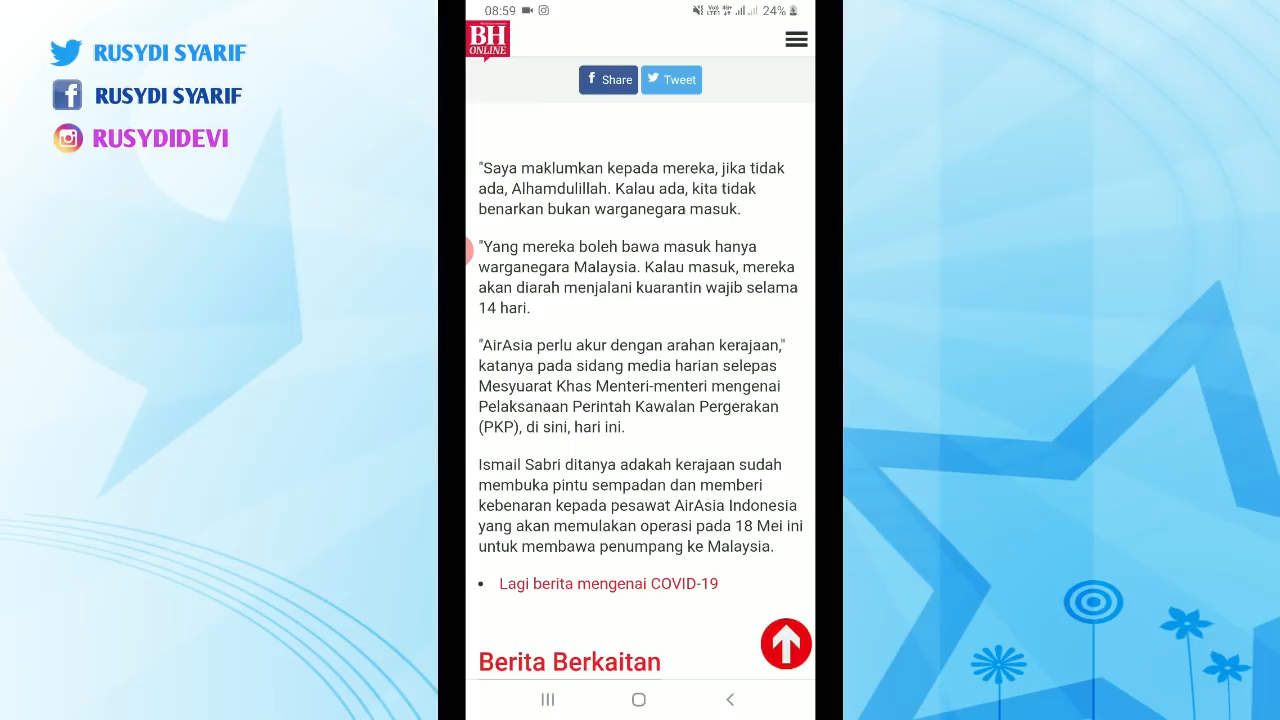 RUSYDI SYARIF
RUSYDI SYARIF
RUSYDIDEVI
08:59
24%
BH
ONLINE
Share
Tweet
"Saya maklumkan kepada mereka, jika tidak
ada, Alhamdulillah. Kalau ada, kita tidak
benarkan bukan warganegara masuk.
"Yang mereka boleh bawa masuk hanya
warganegara Malaysia. Kalau masuk, mereka
akan diarah menjalani kuarantin wajib selama
14 hari.
"AirAsia perlu akur dengan arahan kerajaan,"
katanya pada sidang media harian selepas
Mesyuarat Khas Menteri-menteri mengenai
Pelaksanaan Perintah Kawalan Pergerakan
(PKP), di sini, hari ini.
Ismail Sabri ditanya adakah kerajaan sudah
membuka pintu sempadan dan memberi
kebenaran kepada pesawat AirAsia Indonesia
yang akan memulakan operasi pada 18 Mei ini
untuk membawa penumpang ke Malaysia.
• Lagi berita mengenai COVID-19
Berita Berkaitan